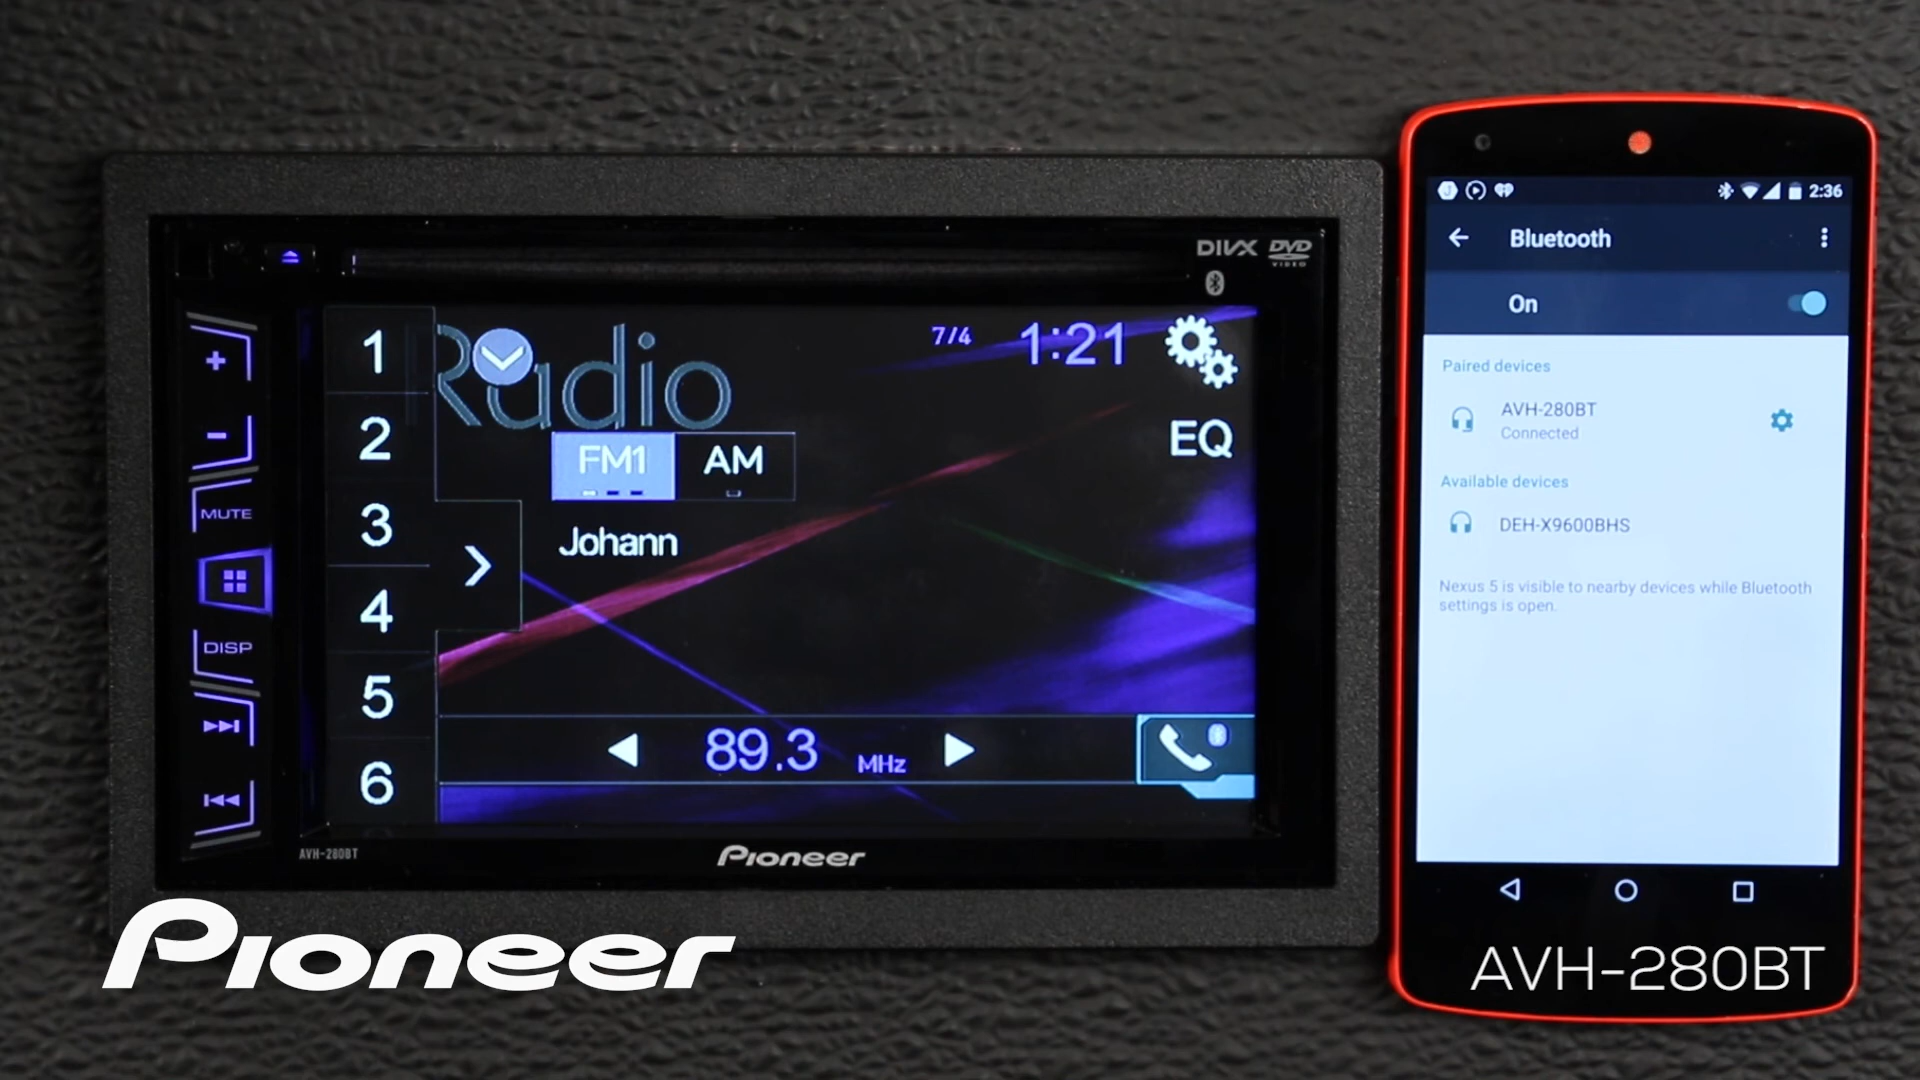 DIVX DVD
VIDEO
+
-
MUTE
DISP
1
2
3
4
5
6
Radio
7/4 1:21
EQ
FM1 AM
Johann
89.3 MHz
AVH-280BT
Pioneer
2:36
Bluetooth
On
Paired devices
AVH-280BT
Connected
Available devices
DEH-X9600BHS
Nexus 5 is visible to nearby devices while Bluetooth
settings is open.
Pioneer
AVH-280BT